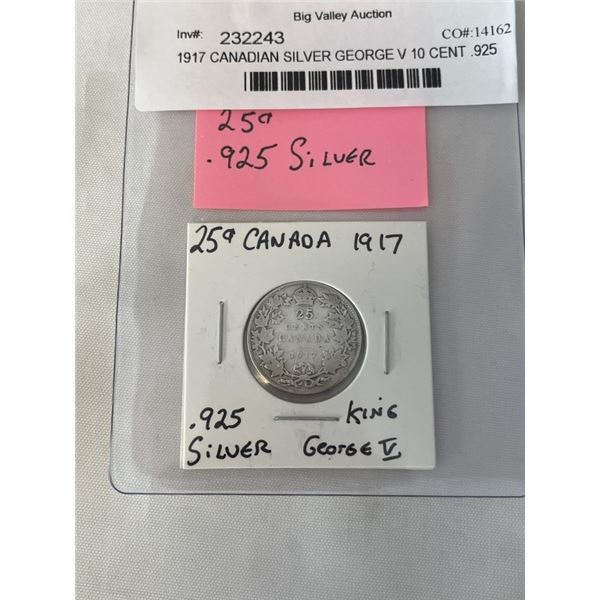 Big Valley Auction
Inv#: 232243 CO#:14162
1917 CANADIAN SILVER GEORGE V 10 CENT .925
25¢
.925 SILVER
25¢ CANADA 1917
25
CENTS
CANADA
1917
.925 KING
SILVER GEORGE V